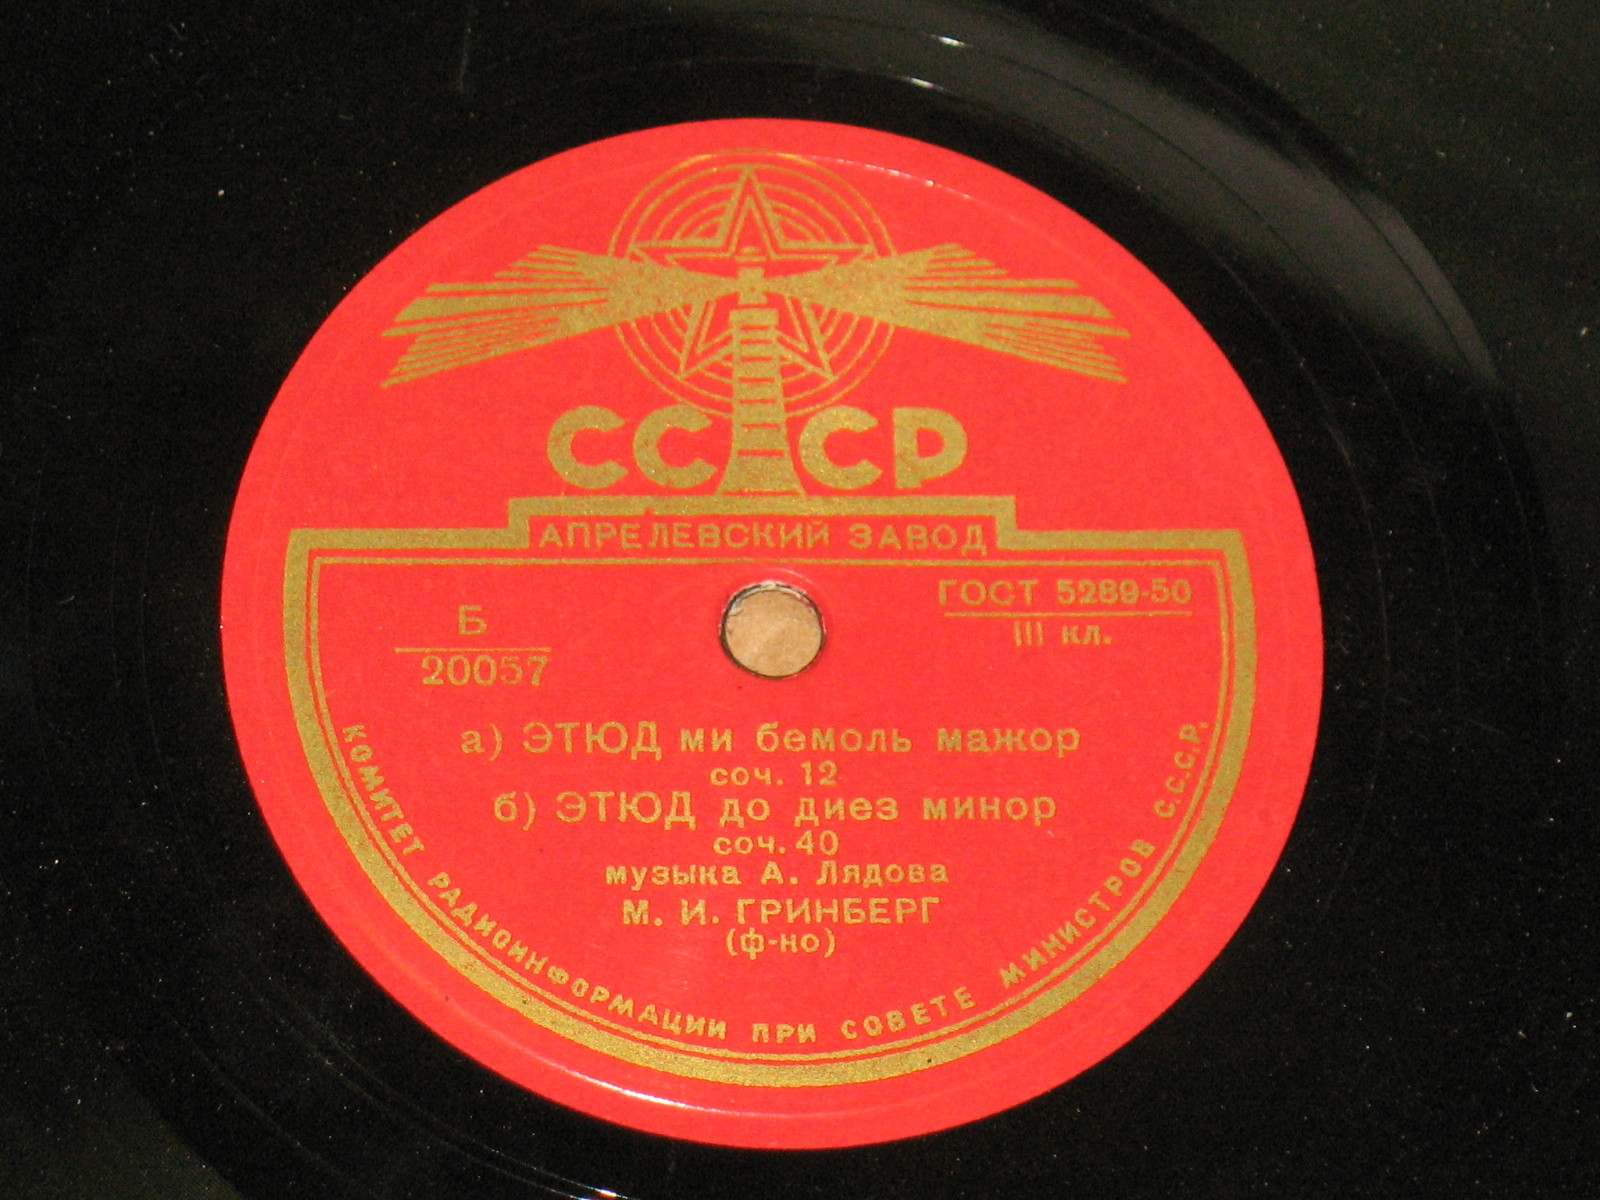 СССР
АПРЕЛЕВСКИЙ ЗАВОД
ГОСТ 5289-50
III кл.
Б
20057
а) ЭТЮД ми бемоль мажор
соч. 12
б) ЭТЮД до диез минор
соч. 40
музыка А. Лядова
М. И. ГРИНБЕРГ
(ф-но)
КОМИТЕТ РАДИОИНФОРМАЦИИ ПРИ СОВЕТЕ МИНИСТРОВ С.С.С.Р.